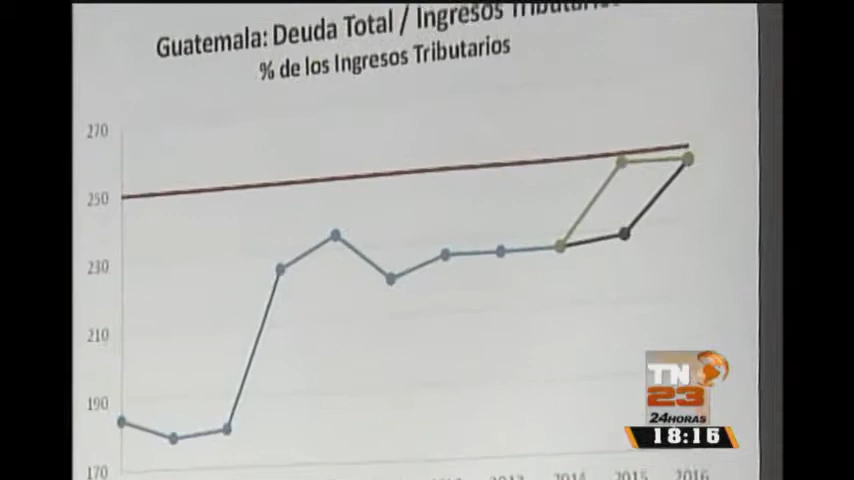 Guatemala: Deuda Total / Ingresos Tributarios
% de los Ingresos Tributarios
270
250
230
210
190
170
2014 2015 2016
TN
23
24HORAS
18:16